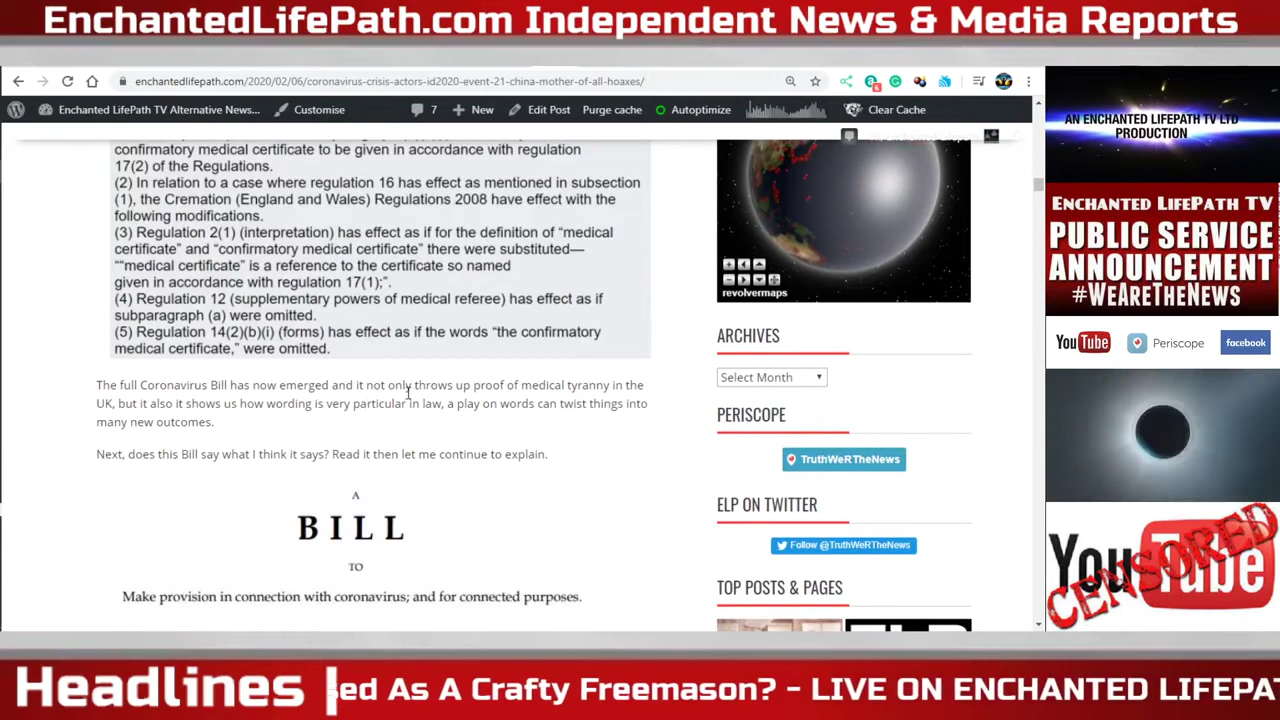 EnchantedLifePath.com Independent News & Media Reports
enchantedlifepath.com/2020/02/06/coronavirus-crisis-actors-id2020-event-21-china-mother-of-all-hoaxes/
Enchanted LifePath TV Alternative News... Customise 7 New Edit Post Purge cache Autoptimize Clear Cache
confirmatory medical certificate to be given in accordance with regulation
17(2) of the Regulations.
(2) In relation to a case where regulation 16 has effect as mentioned in subsection
(1), the Cremation (England and Wales) Regulations 2008 have effect with the
following modifications.
(3) Regulation 2(1) (interpretation) has effect as if for the definition of “medical
certificate” and “confirmatory medical certificate” there were substituted—
““medical certificate” is a reference to the certificate so named
given in accordance with regulation 17(1);”.
(4) Regulation 12 (supplementary powers of medical referee) has effect as if
subparagraph (a) were omitted.
(5) Regulation 14(2)(b)(i) (forms) has effect as if the words “the confirmatory
medical certificate,” were omitted.
The full Coronavirus Bill has now emerged and it not only throws up proof of medical tyranny in the
UK, but it also it shows us how wording is very particular in law, a play on words can twist things into
many new outcomes.
Next, does this Bill say what I think it says? Read it then let me continue to explain.
A
BILL
TO
Make provision in connection with coronavirus; and for connected purposes.
revolvermaps
ARCHIVES
Select Month
PERISCOPE
TruthWeRTheNews
ELP ON TWITTER
Follow @TruthWeRTheNews
TOP POSTS & PAGES
AN ENCHANTED LIFEPATH TV LTD
PRODUCTION
ENCHANTED LIFEPATH TV
PUBLIC SERVICE
ANNOUNCEMENT
#WEARETHENEWS
YouTube Periscope facebook
YouTube
CENSORED
Headlines
sed As A Crafty Freemason? - LIVE ON ENCHANTED LIFEPA